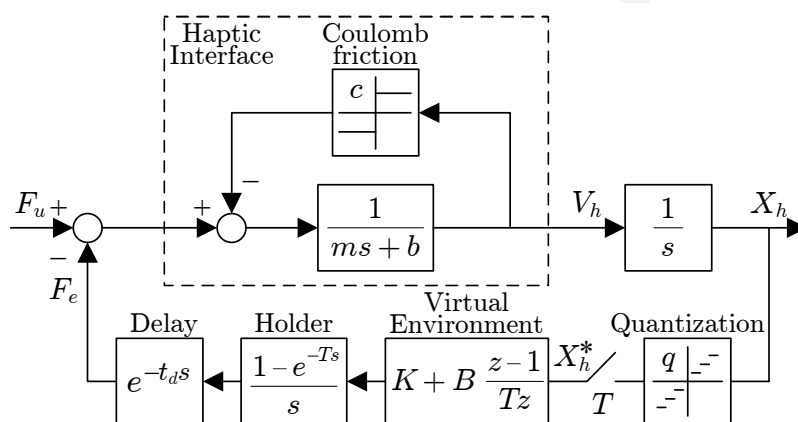 Haptic
Interface
Coulomb
friction
c
−
F_u +
−
F_e
+
1
ms + b
V_h
1
s
X_h
Delay
e^{−t_d s}
Holder
1 − e^{−Ts}
s
Virtual
Environment
K + B z − 1
Tz
X_h^*
T
Quantization
q